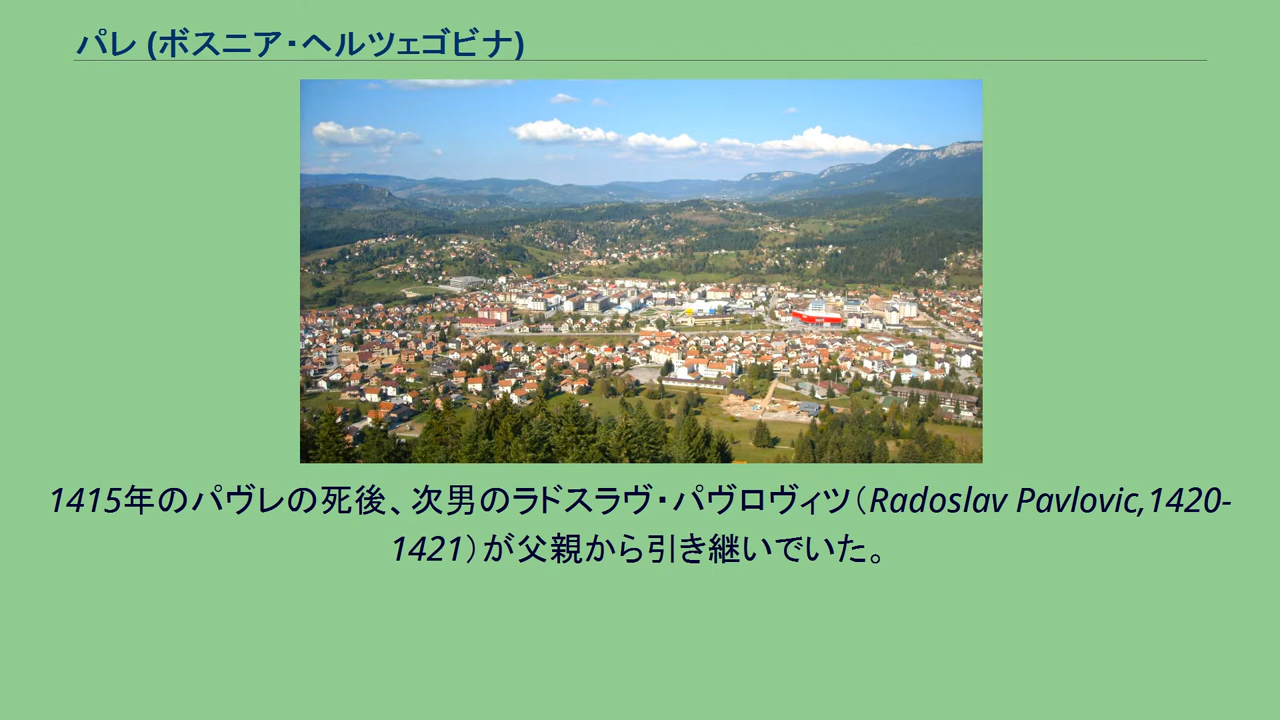 パレ (ボスニア・ヘルツェゴビナ)
1415年のパヴレの死後、次男のラドスラヴ・パヴロヴィツ（Radoslav Pavlovic,1420-
1421）が父親から引き継いでいた。